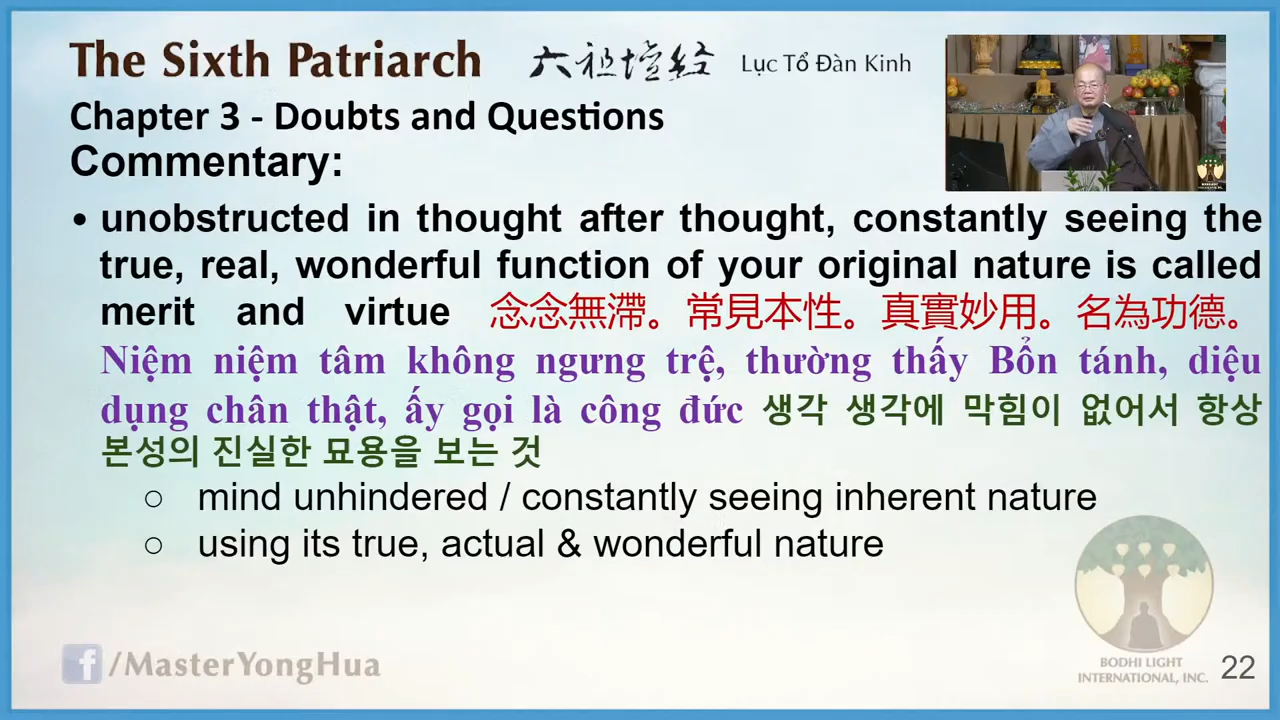 The Sixth Patriarch 六祖壇經 Lục Tổ Đàn Kinh
Chapter 3 - Doubts and Questions
Commentary:
• unobstructed in thought after thought, constantly seeing the
true, real, wonderful function of your original nature is called
merit and virtue 念念無滯。常見本性。真實妙用。名為功德。
Niệm niệm tâm không ngưng trệ, thường thấy Bổn tánh, diệu
dụng chân thật, ấy gọi là công đức 생각 생각에 막힘이 없어서 항상
본성의 진실한 묘용을 보는 것
○ mind unhindered / constantly seeing inherent nature
○ using its true, actual & wonderful nature
f/MasterYongHua
BODHI LIGHT
INTERNATIONAL, INC.
22